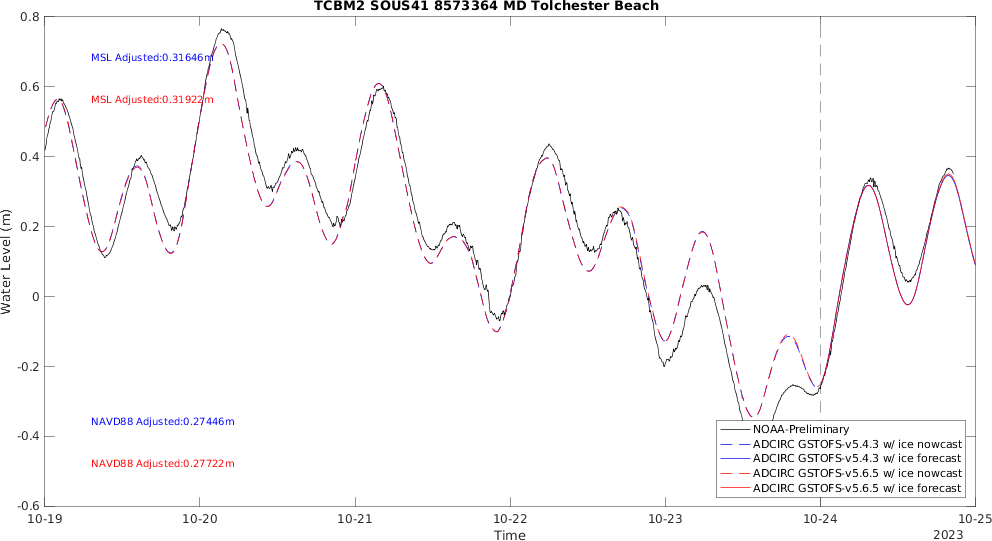 TCBM2 SOUS41 8573364 MD Tolchester Beach
MSL Adjusted:0.31646m
MSL Adjusted:0.31922m
NAVD88 Adjusted:0.27446m
NAVD88 Adjusted:0.27722m
Water Level (m)
0.8
0.6
0.4
0.2
0
-0.2
-0.4
-0.6
NOAA-Preliminary
ADCIRC GSTOFS-v5.4.3 w/ ice nowcast
ADCIRC GSTOFS-v5.4.3 w/ ice forecast
ADCIRC GSTOFS-v5.6.5 w/ ice nowcast
ADCIRC GSTOFS-v5.6.5 w/ ice forecast
10-19 10-20 10-21 10-22 10-23 10-24 10-25
Time
2023